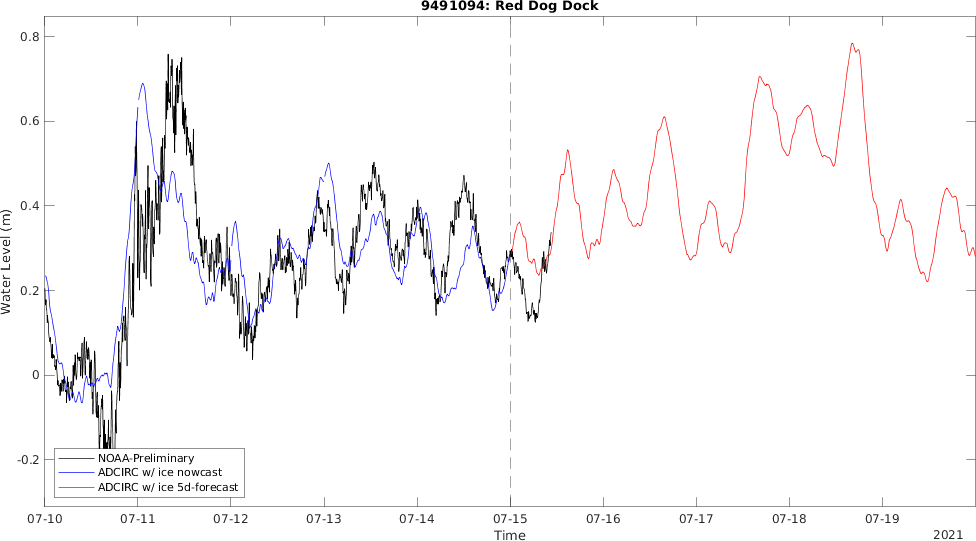 9491094: Red Dog Dock
Water Level (m)
0.8
0.6
0.4
0.2
0
-0.2
NOAA-Preliminary
ADCIRC w/ ice nowcast
ADCIRC w/ ice 5d-forecast
07-10 07-11 07-12 07-13 07-14 07-15 07-16 07-17 07-18 07-19
Time
2021